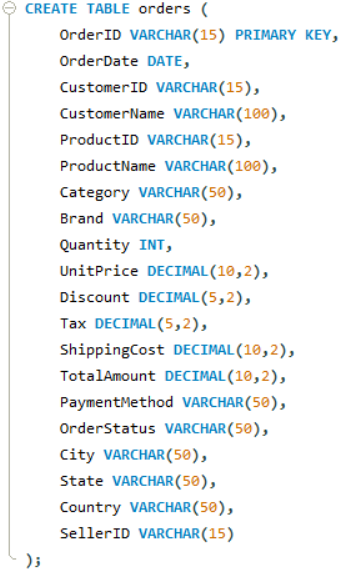 CREATE TABLE orders (
OrderID VARCHAR(15) PRIMARY KEY,
OrderDate DATE,
CustomerID VARCHAR(15),
CustomerName VARCHAR(100),
ProductID VARCHAR(15),
ProductName VARCHAR(100),
Category VARCHAR(50),
Brand VARCHAR(50),
Quantity INT,
UnitPrice DECIMAL(10,2),
Discount DECIMAL(5,2),
Tax DECIMAL(5,2),
ShippingCost DECIMAL(10,2),
TotalAmount DECIMAL(10,2),
PaymentMethod VARCHAR(50),
OrderStatus VARCHAR(50),
City VARCHAR(50),
State VARCHAR(50),
Country VARCHAR(50),
SellerID VARCHAR(15)
);